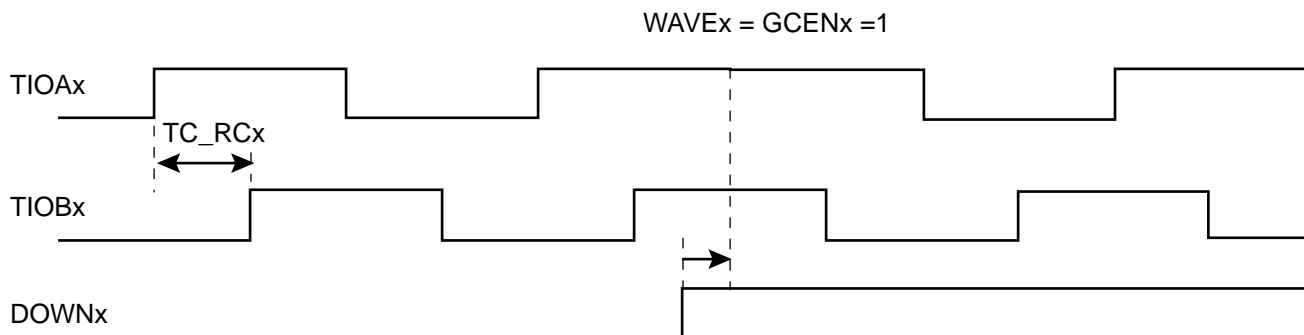 WAVEx = GCENx =1
TIOAx
TC_RCx
TIOBx
DOWNx